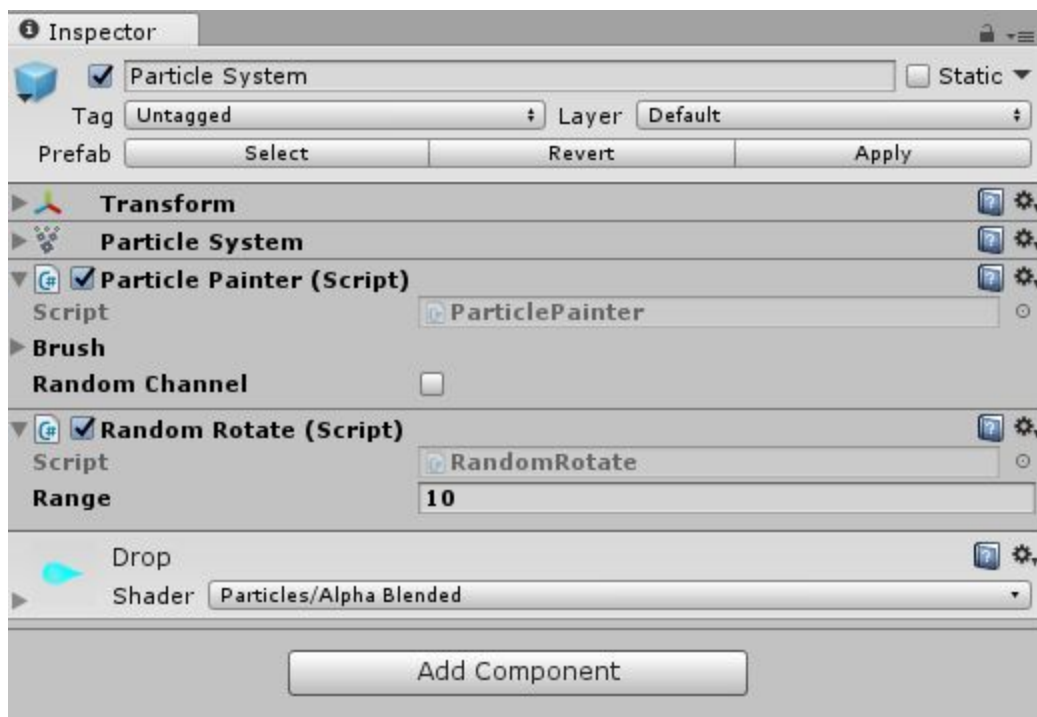 Inspector
Particle System Static
Tag Untagged Layer Default
Prefab Select Revert Apply
Transform
Particle System
Particle Painter (Script)
Script ParticlePainter
Brush
Random Channel
Random Rotate (Script)
Script RandomRotate
Range 10
Drop
Shader Particles/Alpha Blended
Add Component